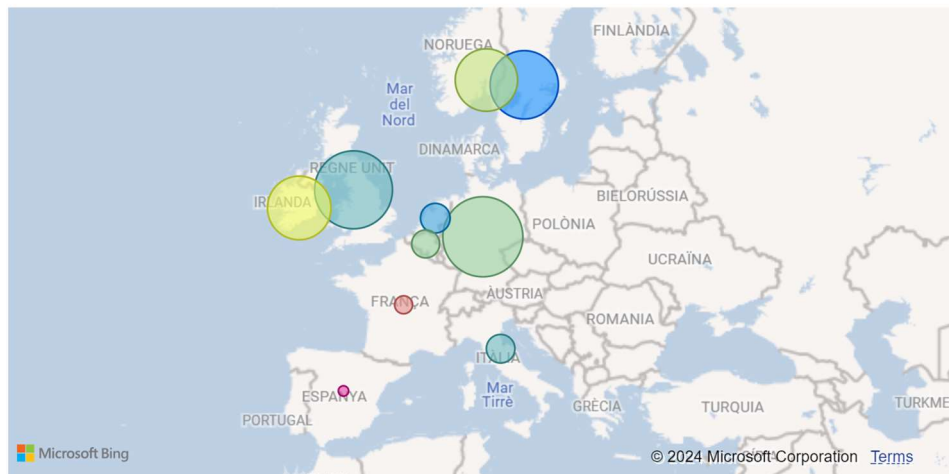 FINLÀNDIA
NORUEGA
Mar
del
Nord
DINAMARCA
REGNE UNIT
BIELORÚSSIA
IRLANDA
POLÒNIA
UCRAÏNA
ÀUSTRIA
FRANÇA
ROMANIA
ITÀLIA
Mar
Tirrè
ESPANYA
GRÈCIA
TURQUIA
TURKME
PORTUGAL
Microsoft Bing
© 2024 Microsoft Corporation Terms